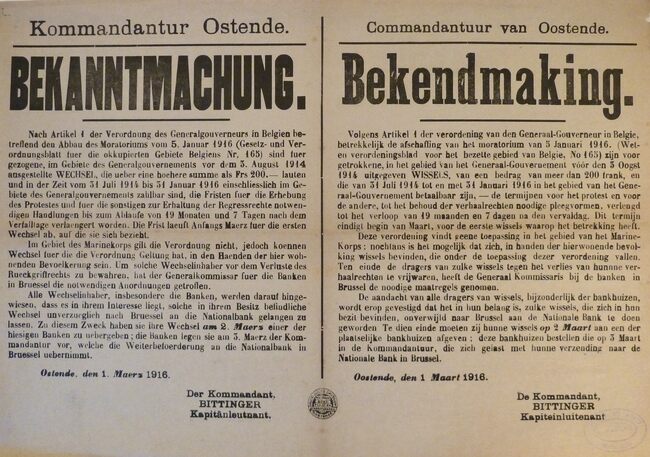 Kommandantur Ostende.
BEKANNTMACHUNG.
Nach Artikel 1 der Verordnung des Generalgouverneurs in Belgien be-
treffend den Abbau des Moratoriums vom 5. Januar 1916 (Gesetz- und Ver-
ordnungsblatt fuer die okkupierten Gebiete Belgiens Nr. 165) sind fuer
gezogene, im Gebiete des Generalgouvernements vor dem 3. August 1914
ausgestellte WECHSEL, die ueber eine hoehere summe als Frs 200.— lauten
und in der Zeit vom 31 Juli 1914 bis 31 Januar 1916 einschliesslich im Ge-
biete des Generalgouvernements zahlbar sind, die Fristen fuer die Erhebung
des Protestes und fuer die sonstigen zur Erhaltung der Regressrechte notwen-
digen Handlungen bis zum Ablaufe von 19 Monaten und 7 Tagen nach dem
Verfalltage verlaengert worden. Die Frist laeuft Anfangs Maerz fuer die ersten
Wechsel ab, auf die sie sich bezieht.
Im Gebiet des Marinekorps gilt die Verordnung nicht, jedoch koennen
Wechsel fuer die die Verordnung Geltung hat, in den Haenden der hier woh-
nenden Bevoelkerung sein. Um solche Wechselinhaber vor dem Verluste des
Rueckgriffsrechts zu bewahren, hat der Generalkommissar fuer die Banken
in Bruessel die notwendigen Anordnungen getroffen.
Alle Wechselinhaber, insbesondere die Banken, werden darauf hinge-
wiesen, dass es in ihrem Interesse liegt, solche in ihrem Besitz befindliche
Wechsel unverzoeglich nach Bruessel an die Nationalbank gelangen zu
lassen. Zu diesem Zweck haben sie ihre Wechsel am 2. Maerz einer der
hiesigen Banken zu uebergeben; die Banken legen sie am 3. Maerz der Kom-
mandantur vor, welche die Weiterbefoerderung an die Nationalbank in
Bruessel uebernimmt.
Ostende, den 1. Maerz 1916.
Der Kommandant,
BITTINGER
Kapitänleutnant.
Commandantuur van Oostende.
Bekendmaking.
Volgens Artikel 1 der verordening van den Generaal-Gouverneur in Belgie,
betrekkelijk de afschaffing van het moratorium van 5 Januari 1916. (Wet-
en verordeningsblad voor het bezette gebied van Belgie, No 165) zijn voor
getrokkene, in het gebied van het Generaal-Gouvernement vóór den 3 Oogst
1914 uitgegeven WISSELS, van een bedrag van meer dan 200 frank, en
die van 31 Juli 1914 tot en met 31 Januari 1916 in het gebied van het Gene-
raal-Gouvernement betaalbaar zijn, — de termijnen voor het protest en voor
de andere, tot het behoud der verhaalrechten noodige pleegvormen, verlengd
tot het verloop van 19 maanden en 7 dagen na den vervaldag. Dit termijn
eindigt begin van Maart, voor de eerste wissels waarop het betrekking heeft.
Deze verordening vindt geene toepassing in het gebied van het Marine-
Korps: nochtans is het mogelijk dat zich, in handen der hierwonende bevol-
king wissels bevinden, die onder de toepassing dezer verordening vallen.
Ten einde de dragers van zulke wissels tegen het verlies van hunnne ver-
haalrechten te vrijwaren, heeft de Generaal Kommissaris bij de banken in
Brussel de noodige maatregels genomen.
De aandacht van alle dragers van wissels, bijzonderlijk der bankhuizen,
wordt erop gevestigd dat het in hun belang is, zulke wissels, die zich in hun
bezit bevinden, onverwijld naar Brussel aan de Nationale Bank te doen
geworden Te dien einde moeten zij hunne wissels op 2 Maart aan een der
plaatselijke bankhuizen afgeven; deze bankhuizen bestellen die op 3 Maart
in de Kommandantuur, die zich gelast met hunne verzending naar de
Nationale Bank in Brussel.
Oostende, den 1 Maart 1916.
De Kommandant,
BITTINGER
Kapiteinluitenant